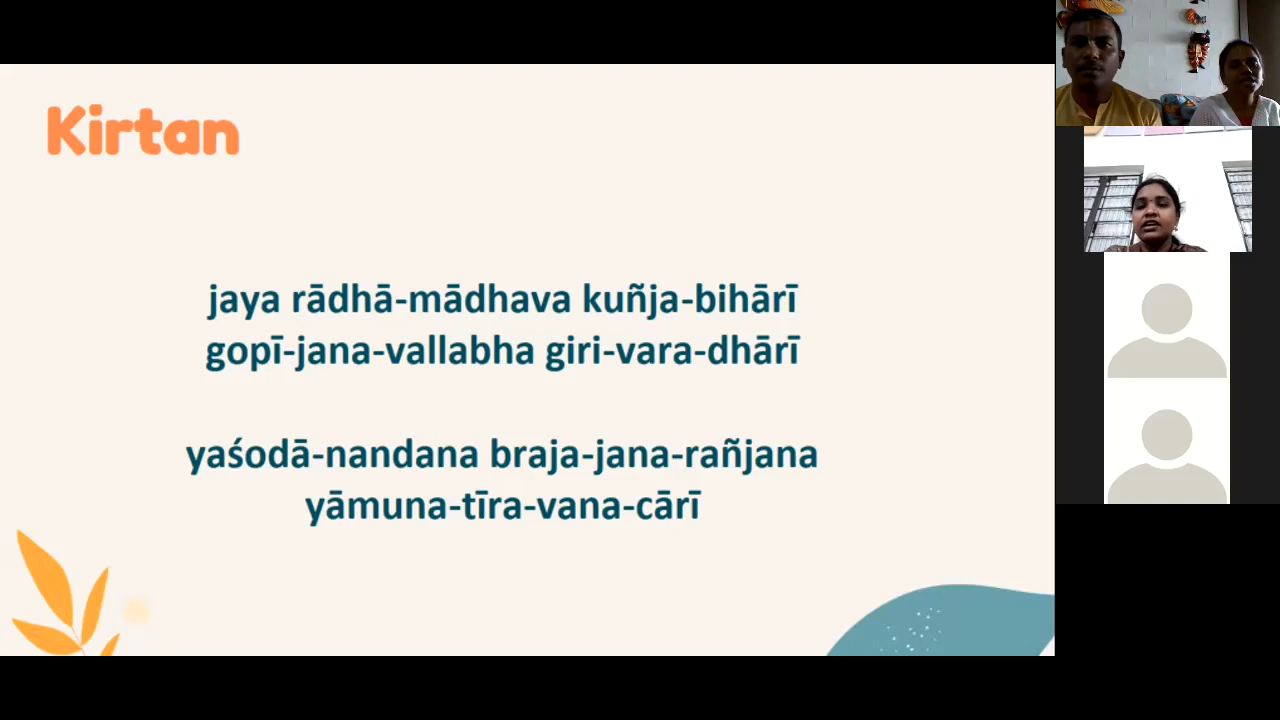 Kirtan
jaya rādhā-mādhava kuñja-bihārī
gopī-jana-vallabha giri-vara-dhārī
yaśodā-nandana braja-jana-rañjana
yāmuna-tīra-vana-cārī